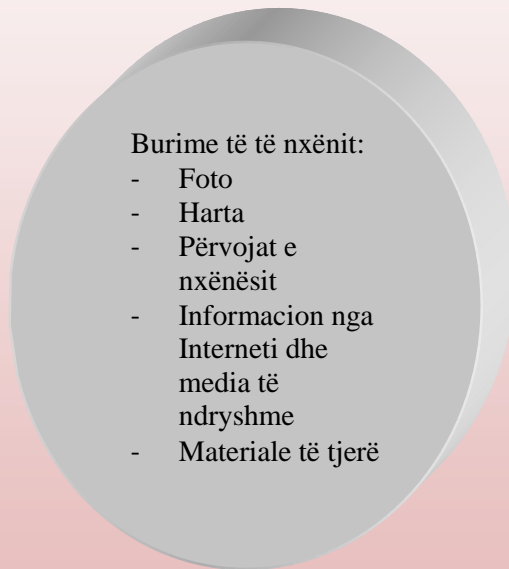 Burime të të nxënit:
- Foto
- Harta
- Përvojat e
nxënësit
- Informacion nga
Interneti dhe
media të
ndryshme
- Materiale të tjerë